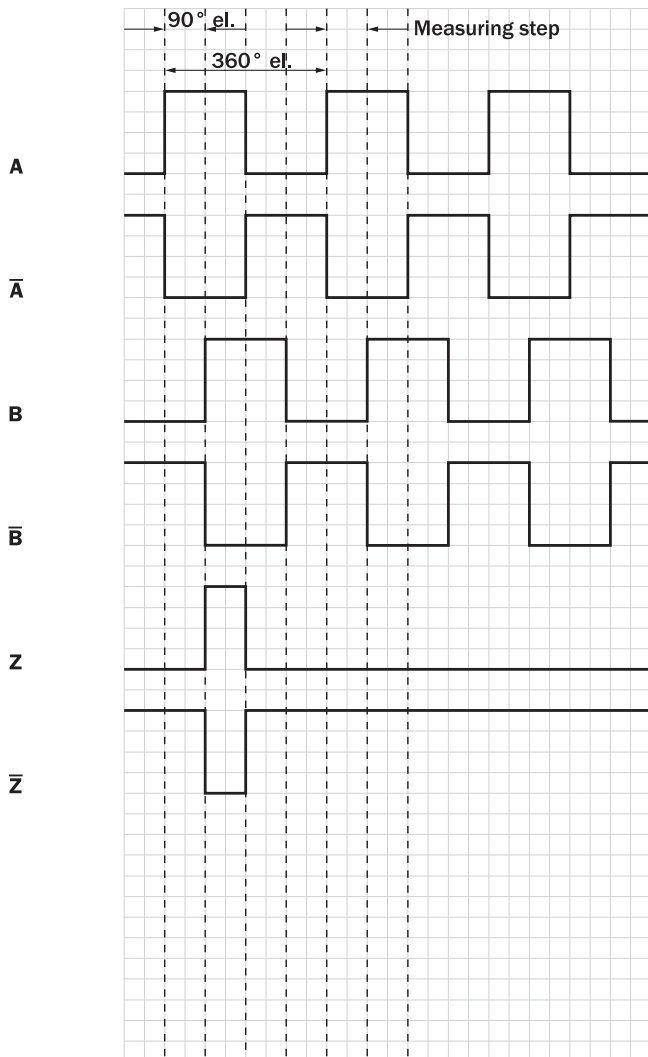 90° el.
Measuring step
360° el.
A
A̅
B
B̅
Z
Z̅